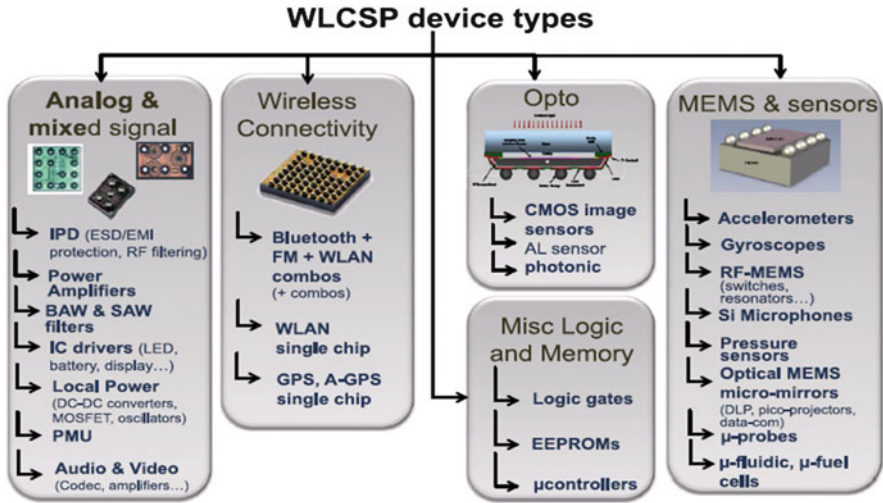 WLCSP device types
Analog &
mixed signal
IPD (ESD/EMI
protection, RF filtering)
Power
Amplifiers
BAW & SAW
filters
IC drivers (LED,
battery, display...)
Local Power
(DC-DC converters,
MOSFET, oscillators)
PMU
Audio & Video
(Codec, amplifiers...)
Wireless
Connectivity
Bluetooth +
FM + WLAN
combos
(+ combos)
WLAN
single chip
GPS, A-GPS
single chip
Opto
CMOS image
sensors
AL sensor
photonic
Misc Logic
and Memory
Logic gates
EEPROMs
µcontrollers
MEMS & sensors
Accelerometers
Gyroscopes
RF-MEMS
(switches,
resonators...)
Si Microphones
Pressure
sensors
Optical MEMS
micro-mirrors
(DLP, pico-projectors,
data-com)
µ-probes
µ-fluidic, µ-fuel
cells